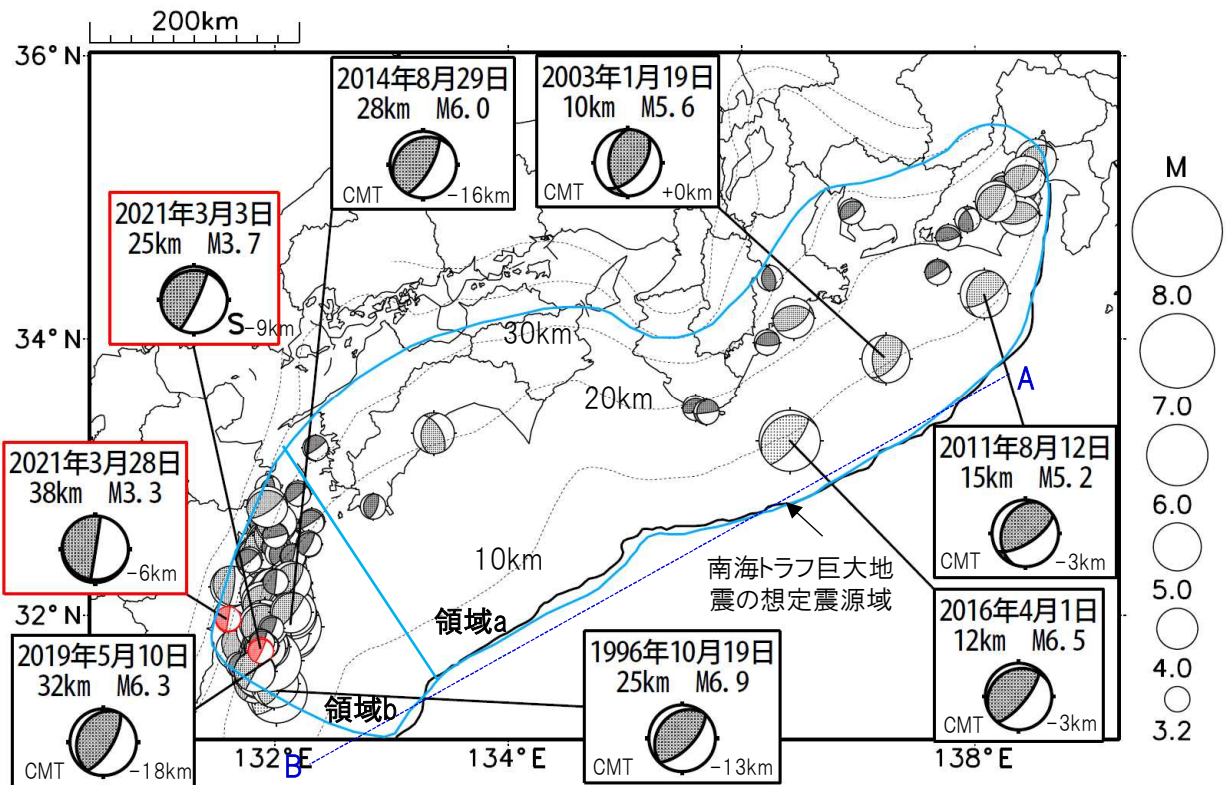 200km
36°N
34°N
32°N
132°E
134°E
138°E
2014年8月29日
28km M6.0
CMT
-16km
2003年1月19日
10km M5.6
CMT
+0km
2021年3月3日
25km M3.7
S
-9km
2021年3月28日
38km M3.3
-6km
2019年5月10日
32km M6.3
CMT
-18km
1996年10月19日
25km M6.9
CMT
-13km
2011年8月12日
15km M5.2
CMT
-3km
2016年4月1日
12km M6.5
CMT
-3km
30km
20km
10km
A
B
領域a
領域b
南海トラフ巨大地
震の想定震源域
M
8.0
7.0
6.0
5.0
4.0
3.2